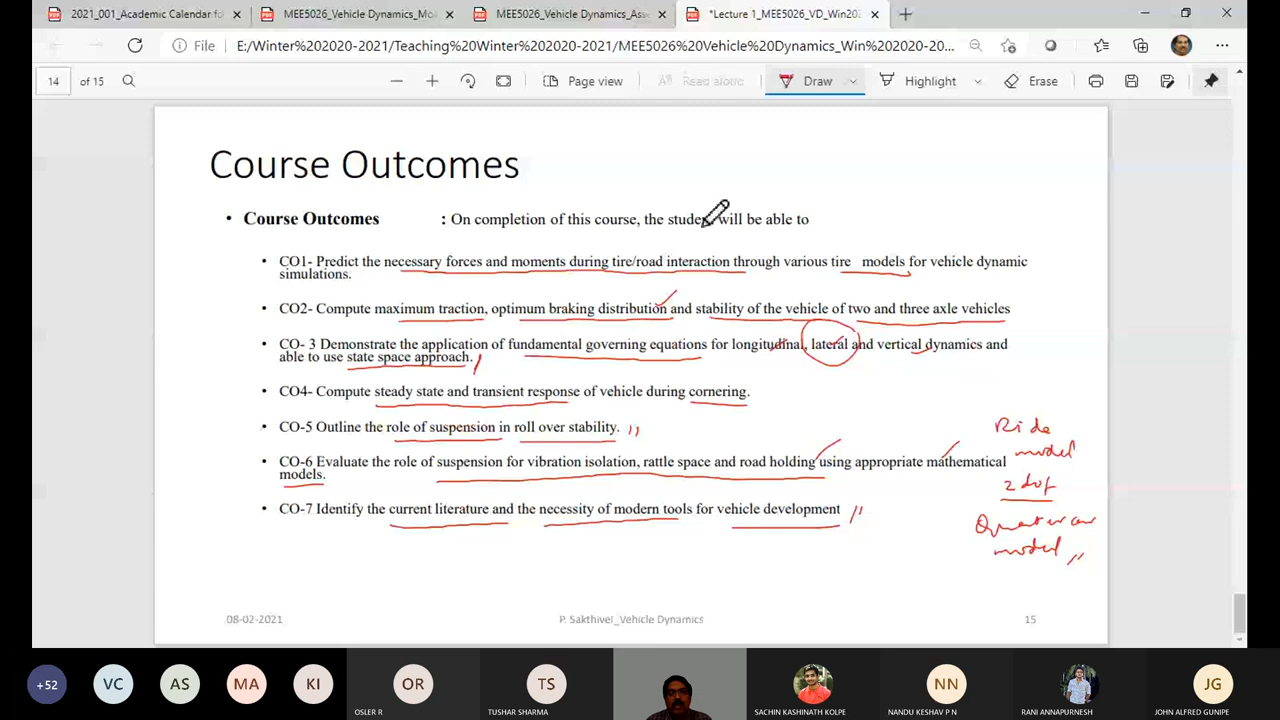 2021_001_Academic Calendar fo
MEE5026_Vehicle Dynamics_Mo
MEE5026_Vehicle Dynamics_Ass
*Lecture 1_MEE5026_VD_Win202
File
E:/Winter%202020-2021/Teaching%20Winter%202020-2021/MEE5026%20Vehicle%20Dynamics_Win%202020-20...
14 of 15
Page view
Read aloud
Draw
Highlight
Erase
Course Outcomes
• Course Outcomes : On completion of this course, the studen will be able to
• CO1- Predict the necessary forces and moments during tire/road interaction through various tire models for vehicle dynamic
simulations.
• CO2- Compute maximum traction, optimum braking distribution and stability of the vehicle of two and three axle vehicles
• CO- 3 Demonstrate the application of fundamental governing equations for longitudinal, lateral and vertical dynamics and
able to use state space approach.
• CO4- Compute steady state and transient response of vehicle during cornering.
• CO-5 Outline the role of suspension in roll over stability.
• CO-6 Evaluate the role of suspension for vibration isolation, rattle space and road holding using appropriate mathematical
models.
• CO-7 Identify the current literature and the necessity of modern tools for vehicle development
Ride
model
2 dof
Quarter car
model
08-02-2021
P. Sakthivel_Vehicle Dynamics
15
+52
VC
AS
MA
KI
OR
OSLER R
TS
TUSHAR SHARMA
SACHIN KASHINATH KOLPE
NN
NANDU KESHAV P N
RANI ANNAPURNESH
JG
JOHN ALFRED GUNIPE